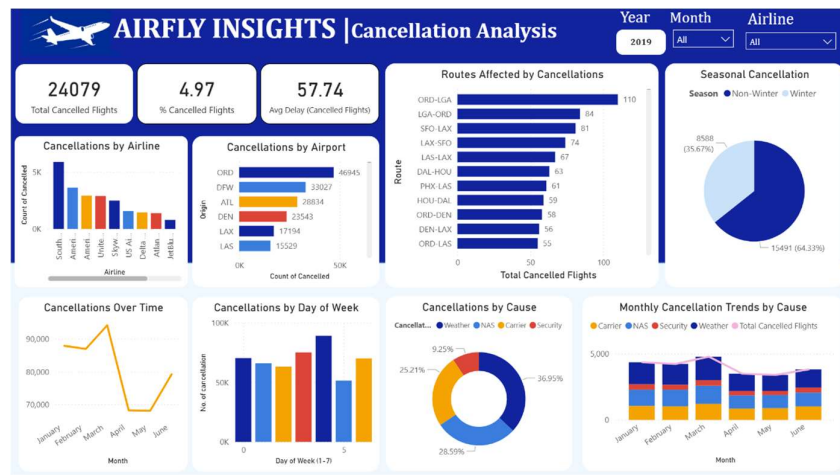 AIRFLY INSIGHTS |Cancellation Analysis
Year Month Airline
2019 All All
24079
Total Cancelled Flights
4.97
% Cancelled Flights
57.74
Avg Delay (Cancelled Flights)
Routes Affected by Cancellations
Route
ORD-LGA 110
LGA-ORD 84
SFO-LAX 81
LAX-SFO 74
LAS-LAX 67
DAL-HOU 63
PHX-LAS 61
HOU-DAL 59
ORD-DEN 58
DEN-LAX 56
ORD-LAS 55
0 50 100
Total Cancelled Flights
Seasonal Cancellation
Season Non-Winter Winter
8588
(35.67%)
15491 (64.33%)
Cancellations by Airline
Count of Cancelled
5K
0K
South... Ameri... Ameri... Unite... Skyw... US Ai... Delta... Atlan... JetBlu...
Airline
Cancellations by Airport
Origin
ORD 46945
DFW 33027
ATL 28834
DEN 23543
LAX 17194
LAS 15529
0K 50K
Count of Cancelled
Cancellations Over Time
90,000
80,000
70,000
January February March April May June
Month
Cancellations by Day of Week
No. of cancellation
100K
50K
0K
0 5
Day of Week (1-7)
Cancellations by Cause
Cancellat... Weather NAS Carrier Security
9.25%
25.21%
36.95%
28.59%
Monthly Cancellation Trends by Cause
Carrier NAS Security Weather Total Cancelled Flights
5,000
0
January February March April May June
Month